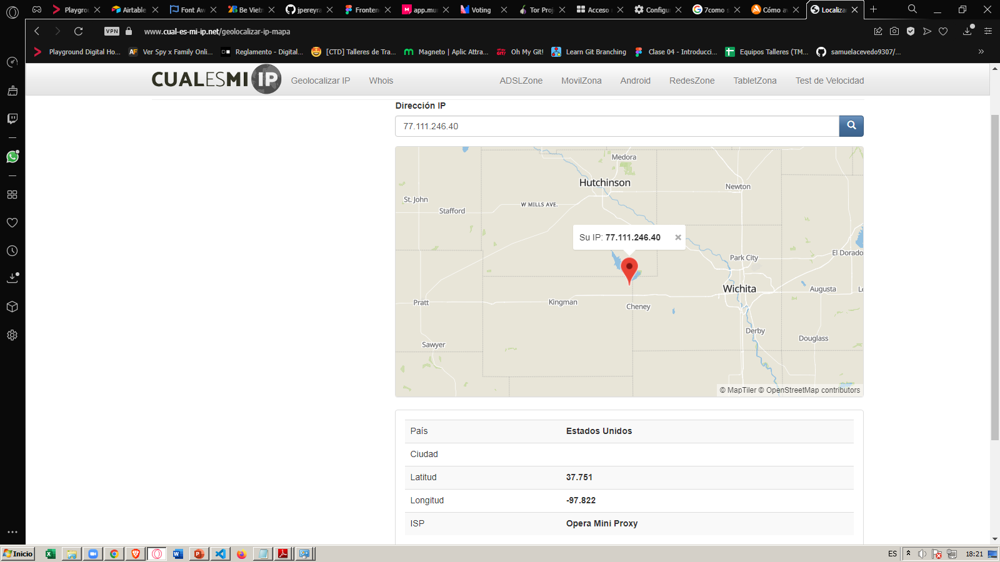 Playgrou
Airtable
Font Aw
Be Vietn
jpereyra
Fronten
app.mu
Voting
Tor Proj
Acceso
Configu
7como s
Cómo a
Localiza
VPN
www.cual-es-mi-ip.net/geolocalizar-ip-mapa
Playground Digital Ho...
AF Ver Spy x Family Onli...
Reglamento - Digital...
[CTD] Talleres de Tra...
Magneto | Aplic Attra...
Oh My Git!
Learn Git Branching
Clase 04 - Introducci...
Equipos Talleres (TM...
samuelacevedo9307/...
»
CUALESMI IP
Geolocalizar IP
Whois
ADSLZone
MovilZona
Android
RedesZone
TabletZona
Test de Velocidad
Dirección IP
77.111.246.40
Medora
Hutchinson
Newton
St. John
W MILLS AVE.
Stafford
Su IP: 77.111.246.40 ×
El Dorado
Park City
Wichita
Augusta
Pratt
Kingman
Cheney
Derby
Douglass
Sawyer
© MapTiler © OpenStreetMap contributors
País Estados Unidos
Ciudad
Latitud 37.751
Longitud -97.822
ISP Opera Mini Proxy
Inicio
ES
18:21